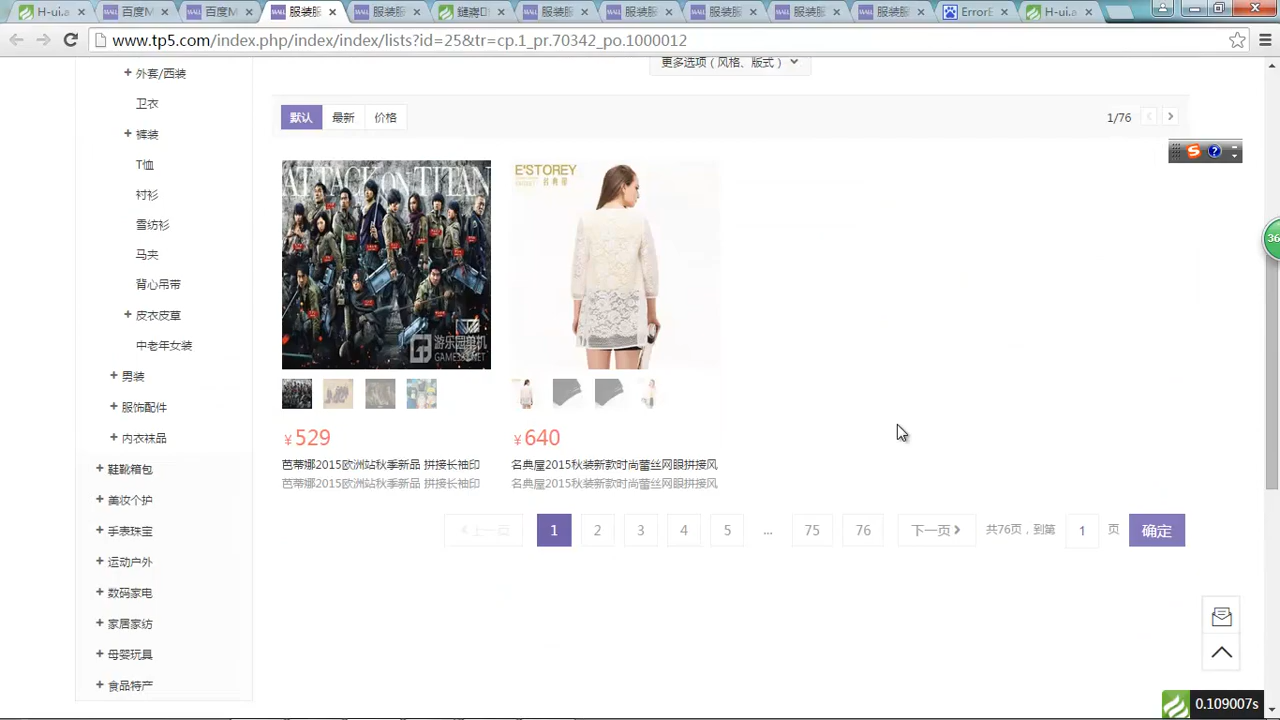 H-ui.a
百度M
百度M
服装服
服装服
服装服
服装服
服装服
服装服
服装服
ErrorE
H-ui.a
www.tp5.com/index.php/index/index/lists?id=25&tr=cp.1_pr.70342_po.1000012
更多选项（风格、版式）
外套/西装
卫衣
裤装
T恤
衬衫
雪纺衫
马夹
背心吊带
皮衣皮草
中老年女装
男装
服饰配件
内衣袜品
鞋靴箱包
美妆个护
手表珠宝
运动户外
数码家电
家居家纺
母婴玩具
食品特产
默认 最新 价格
1/76
36
ATTACK ON TITAN
游乐园单机
E'STOREY
名典屋
¥529
芭蒂娜2015欧洲站秋季新品 拼接长袖印
芭蒂娜2015欧洲站秋季新品 拼接长袖印
¥640
名典屋2015秋装新款时尚蕾丝网眼拼接风
名典屋2015秋装新款时尚蕾丝网眼拼接风
上一页 1 2 3 4 5 ... 75 76 下一页 共76页，到第 1 页 确定
0.109007s